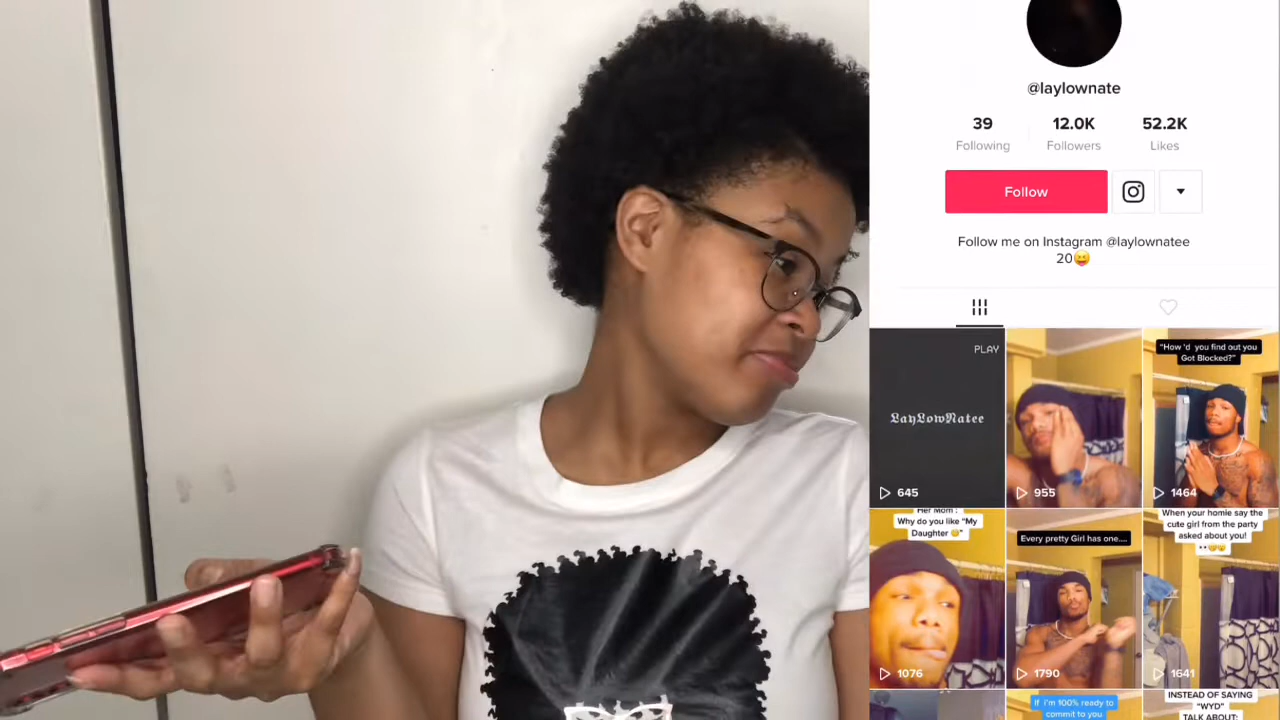 @laylownate
39
12.0K
52.2K
Following
Followers
Likes
Follow
Follow me on Instagram @laylownatee
20😝
PLAY
LayLowNatee
645
955
"How 'd you find out you
Got Blocked?"
1464
Her Mom :
Why do you like "My
Daughter
1076
Every pretty Girl has one....
1790
When your homie say the
cute girl from the party
asked about you!
1641
If I'm 100% ready to
commit to you
INSTEAD OF SAYING
"WYD"
TALK ABOUT: